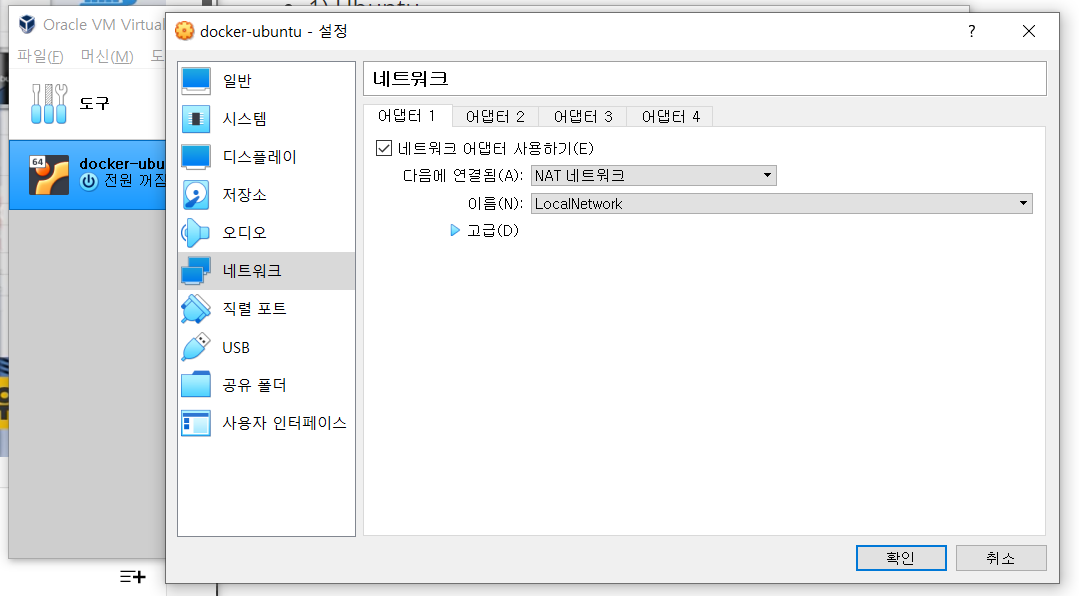 1) Ubuntu
Oracle VM Virtual
파일(F) 머신(M) 도
도구
64
docker-ubu
전원 꺼짐
docker-ubuntu - 설정
?
일반
시스템
디스플레이
저장소
오디오
네트워크
직렬 포트
USB
공유 폴더
사용자 인터페이스
네트워크
어댑터 1 어댑터 2 어댑터 3 어댑터 4
네트워크 어댑터 사용하기(E)
다음에 연결됨(A): NAT 네트워크
이름(N): LocalNetwork
고급(D)
확인 취소